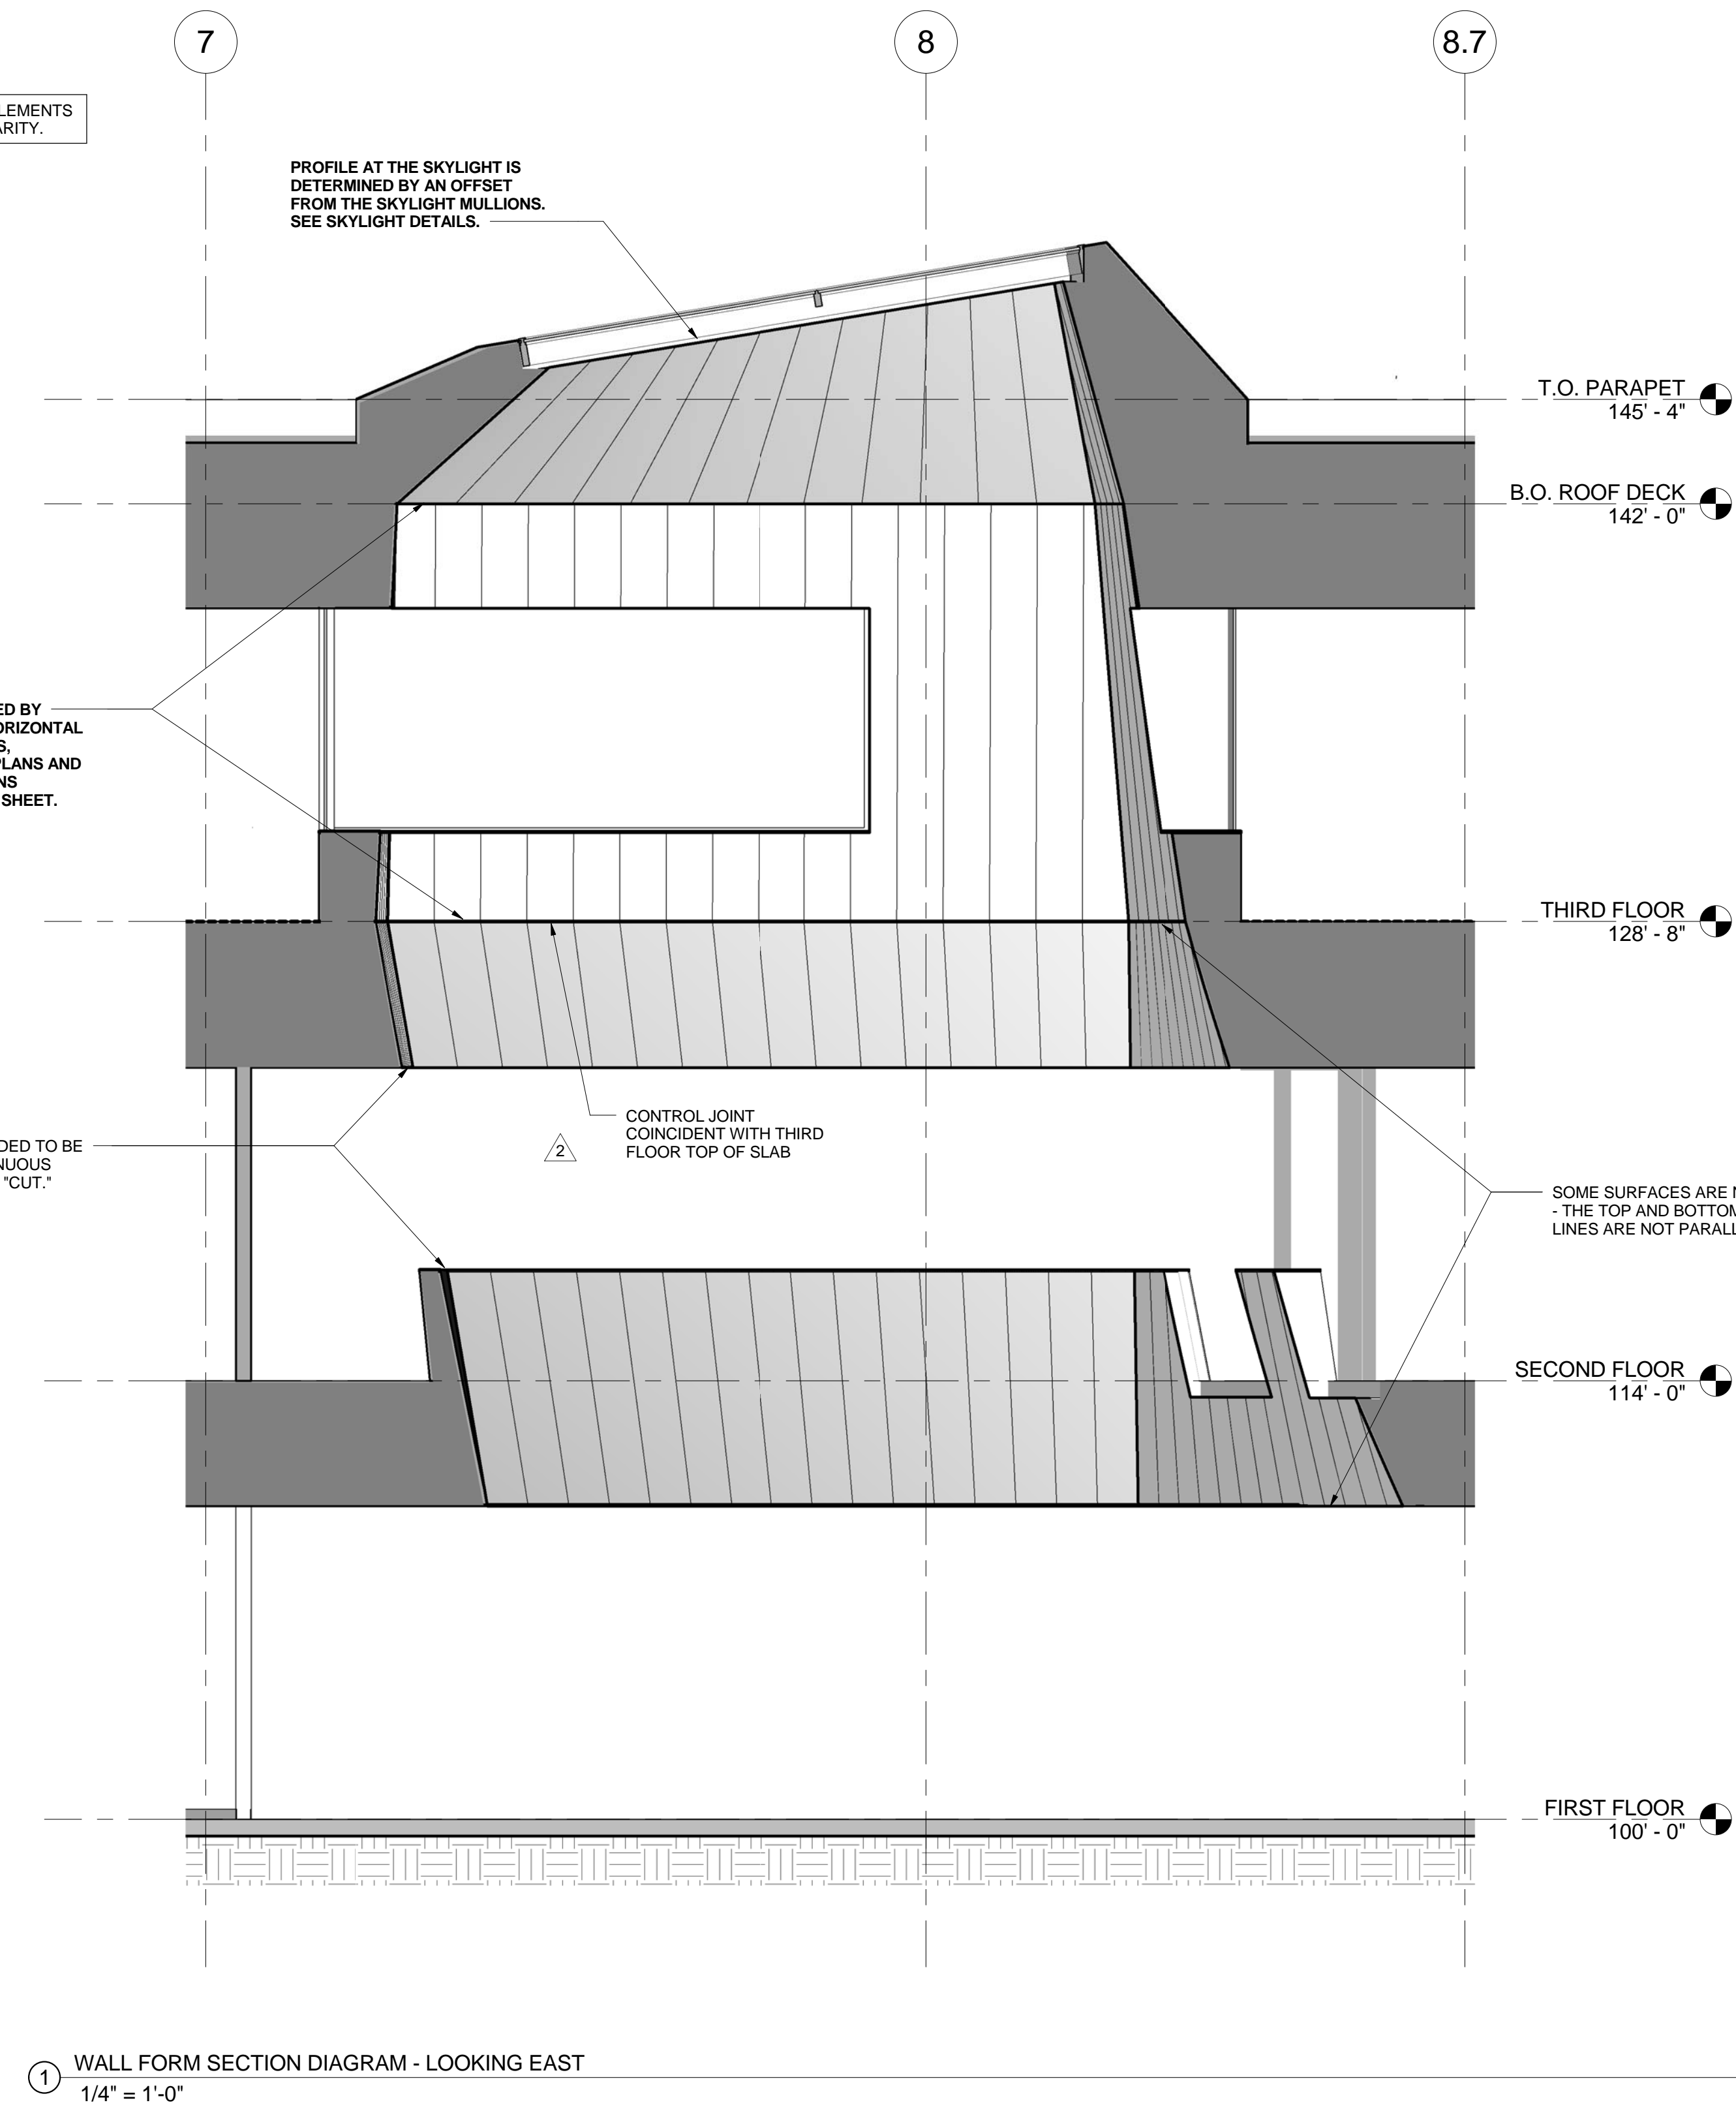 7
8
8.7
LEMENTS
ARITY.
PROFILE AT THE SKYLIGHT IS
DETERMINED BY AN OFFSET
FROM THE SKYLIGHT MULLIONS.
SEE SKYLIGHT DETAILS.
T.O. PARAPET
145' - 4"
B.O. ROOF DECK
142' - 0"
ED BY
ORIZONTAL
S,
PLANS AND
NS
SHEET.
THIRD FLOOR
128' - 8"
CONTROL JOINT
COINCIDENT WITH THIRD
FLOOR TOP OF SLAB
2
DED TO BE
NUOUS
"CUT."
SOME SURFACES ARE N
- THE TOP AND BOTTOM
LINES ARE NOT PARALL
SECOND FLOOR
114' - 0"
FIRST FLOOR
100' - 0"
1
WALL FORM SECTION DIAGRAM - LOOKING EAST
1/4" = 1'-0"